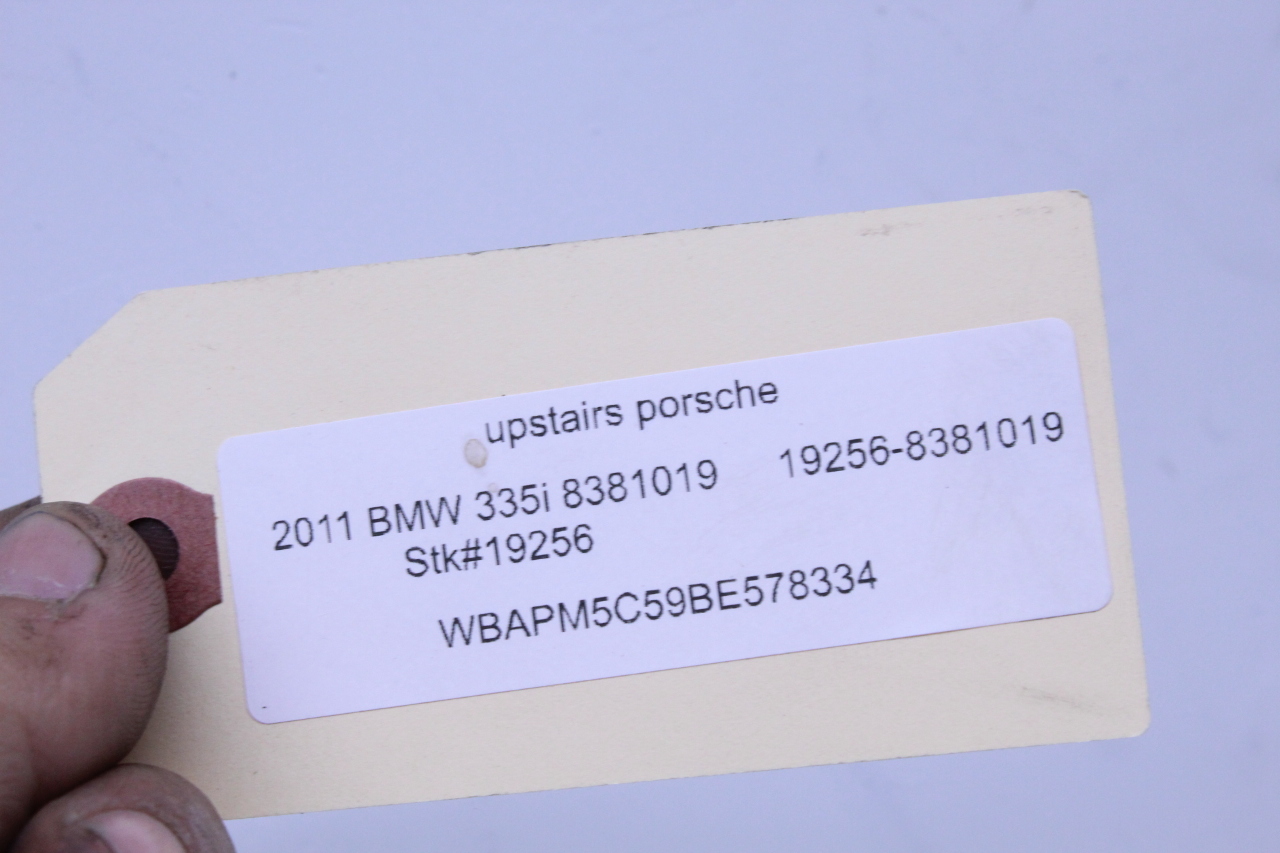 upstairs porsche
2011 BMW 335i 8381019 19256-8381019
Stk#19256
WBAPM5C59BE578334